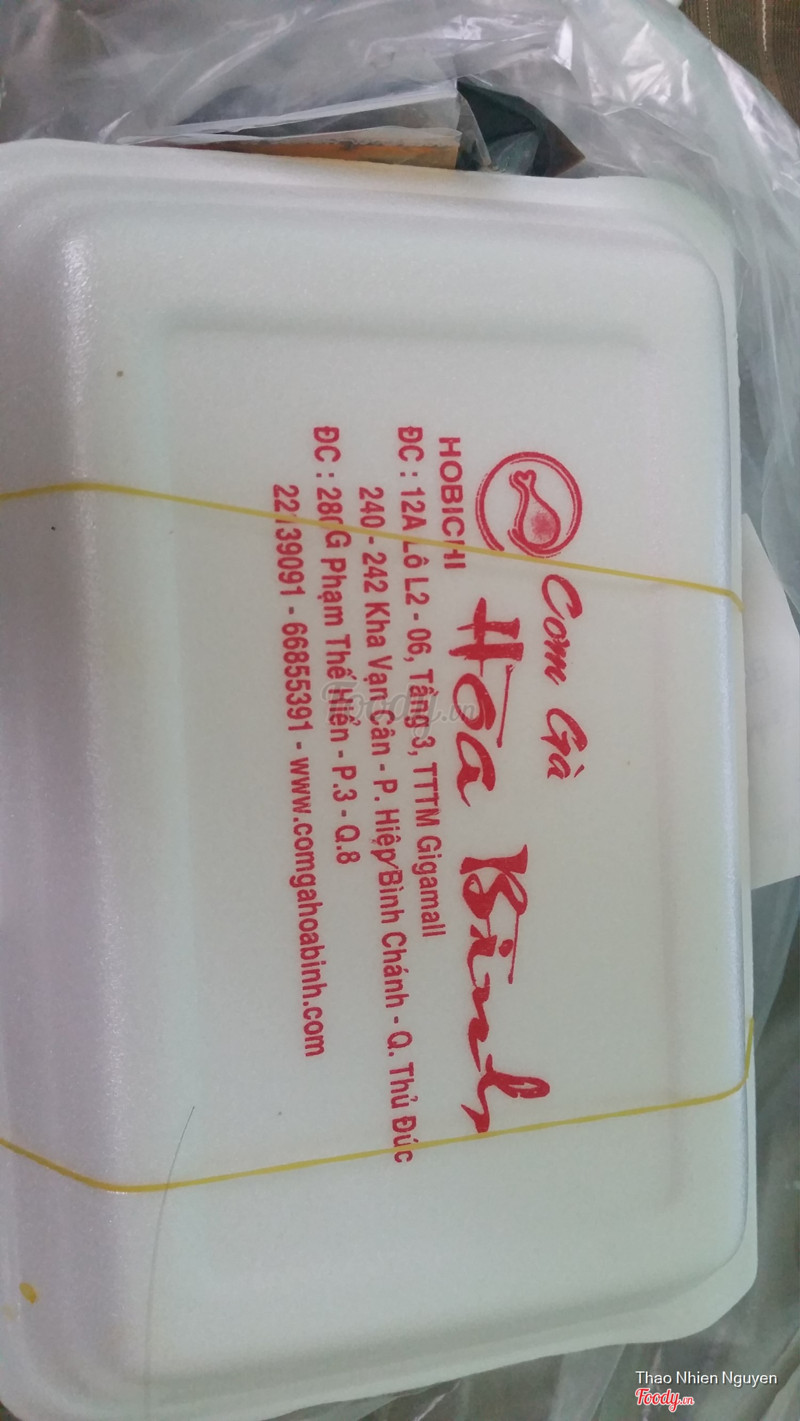 Cơm Gà
Hòa Bình
HOBICHI
ĐC : 12A Lô L2 - 06, Tầng 3, TTTM Gigamall
240 - 242 Kha Vạn Cân - P. Hiệp Bình Chánh - Q. Thủ Đức
ĐC : 280G Phạm Thế Hiển - P.3 - Q.8
22139091 - 66855391 - www.comgahoabinh.com
Foody.vn
Thao Nhien Nguyen
Foody.vn